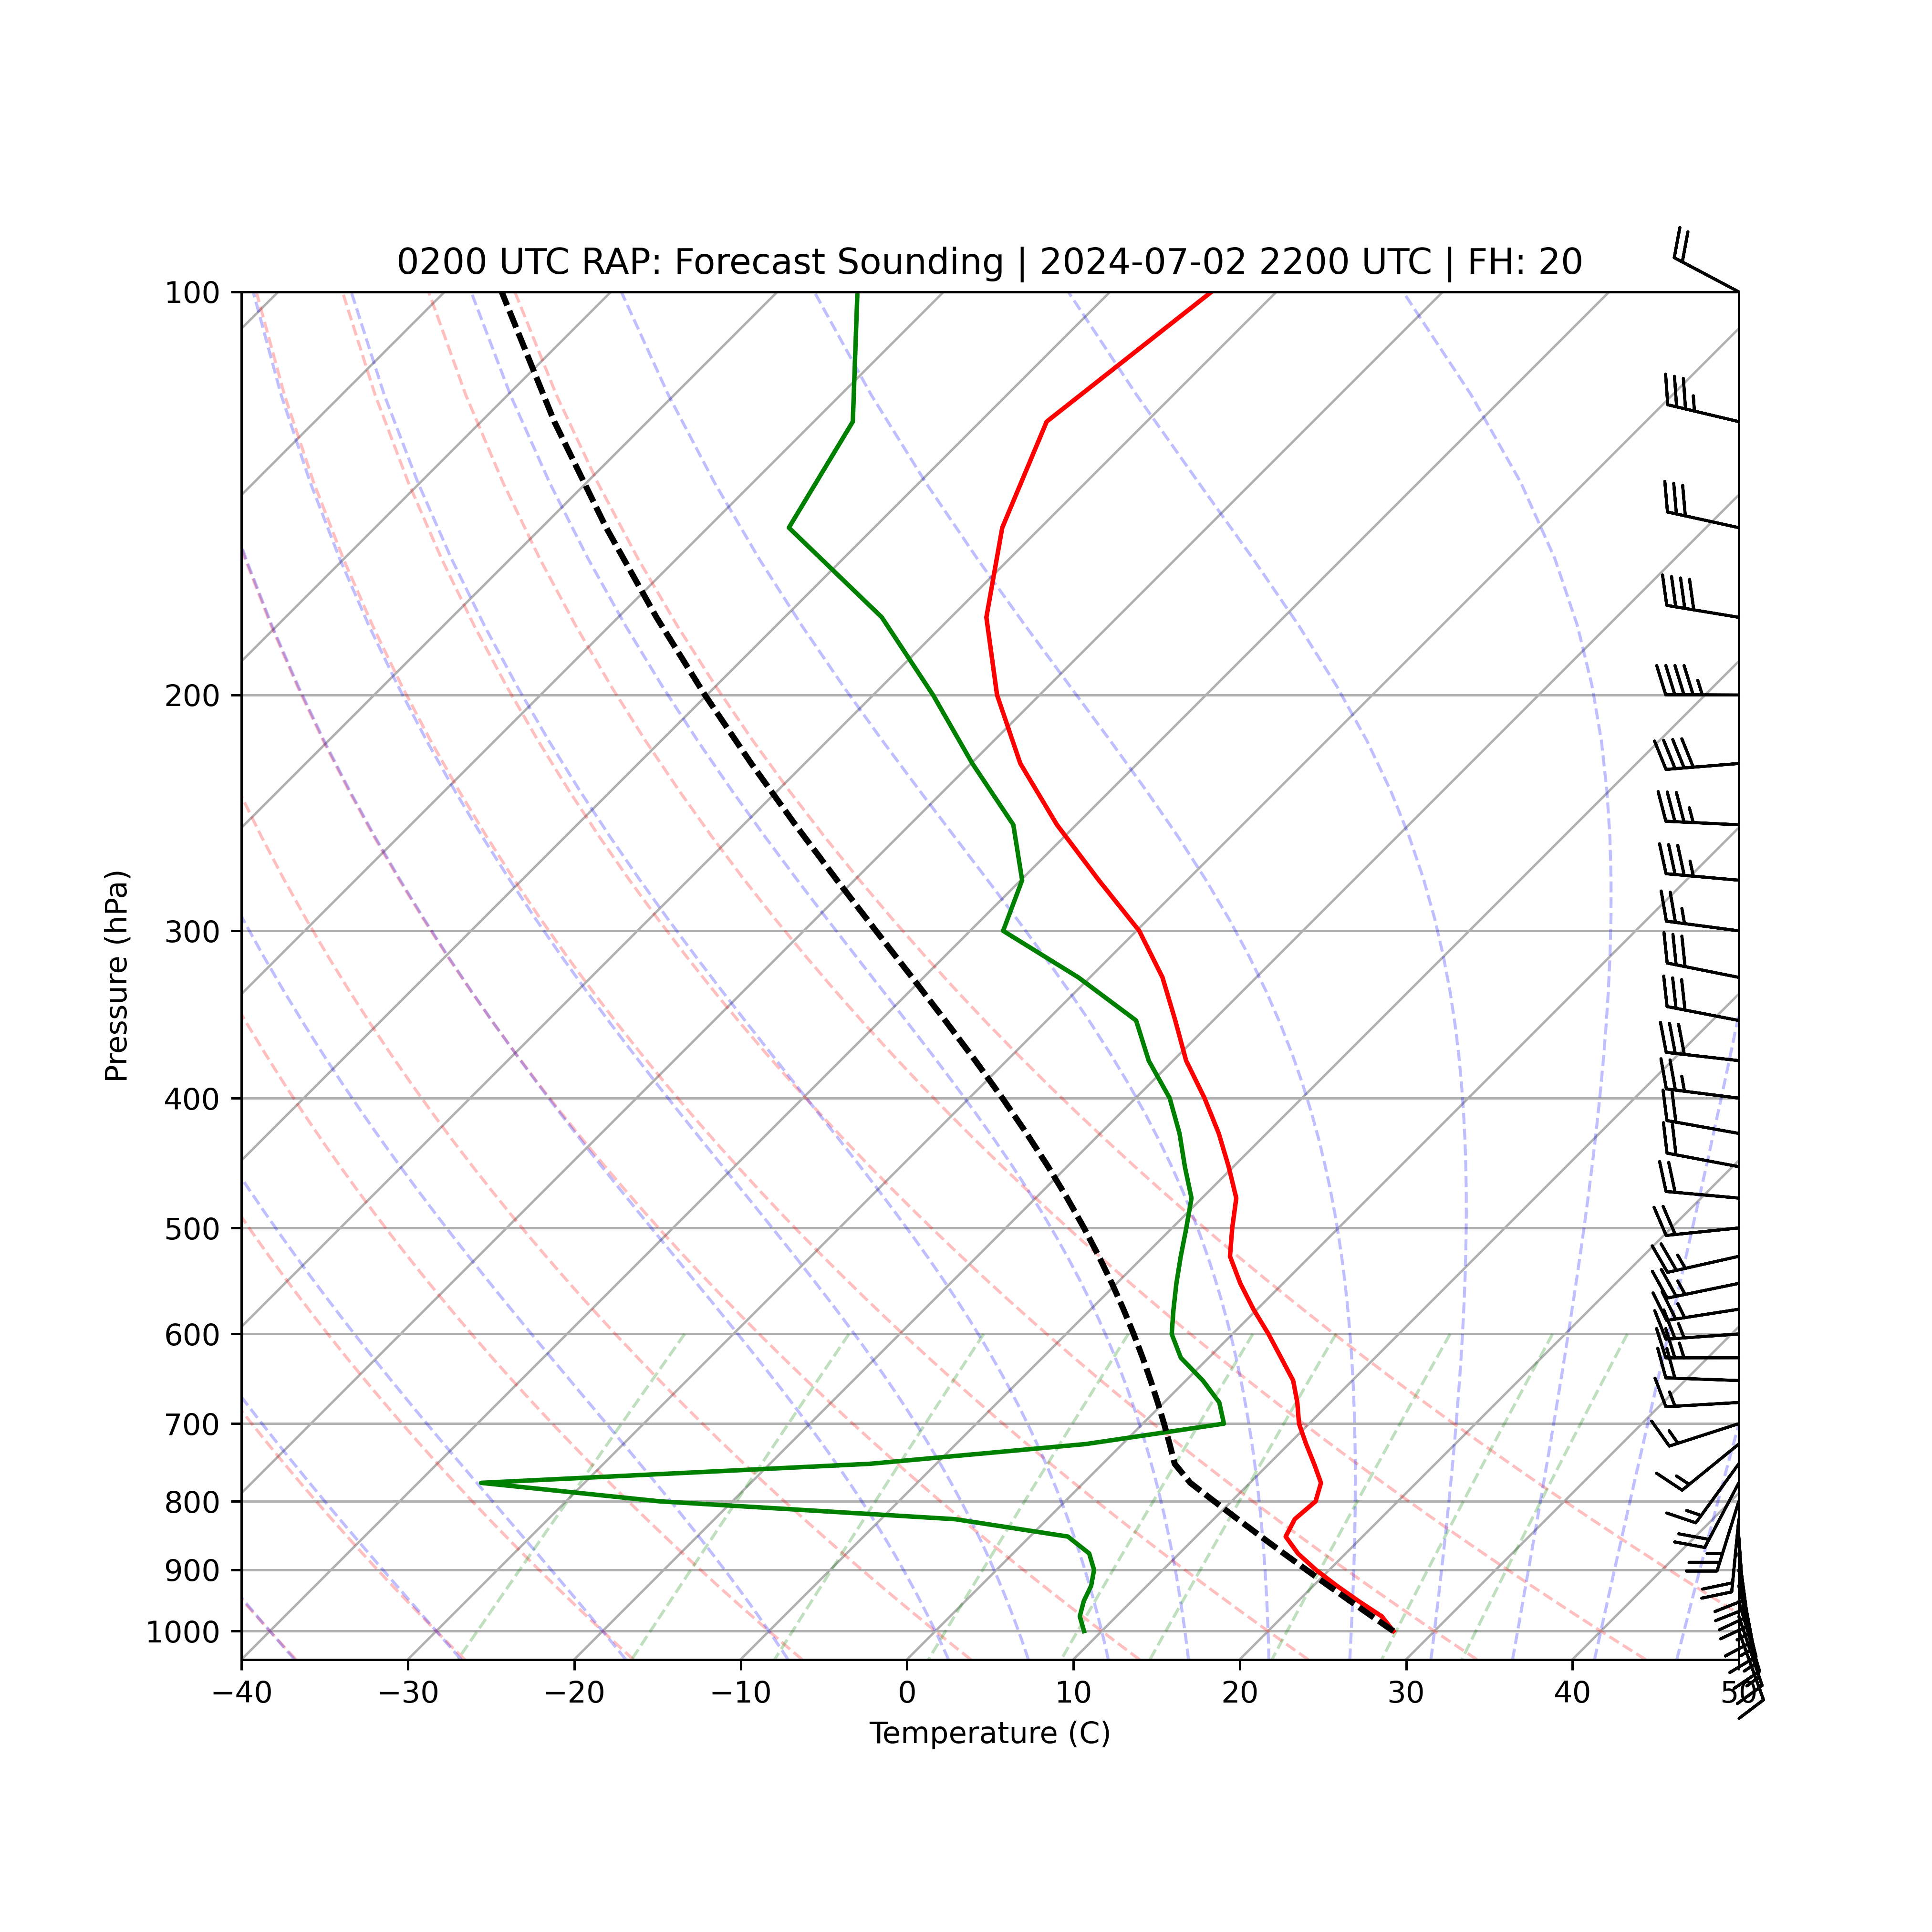 0200 UTC RAP: Forecast Sounding | 2024-07-02 2200 UTC | FH: 20
100
200
300
400
500
600
700
800
900
1000
Pressure (hPa)
−40 −30 −20 −10 0 10 20 30 40 50
Temperature (C)